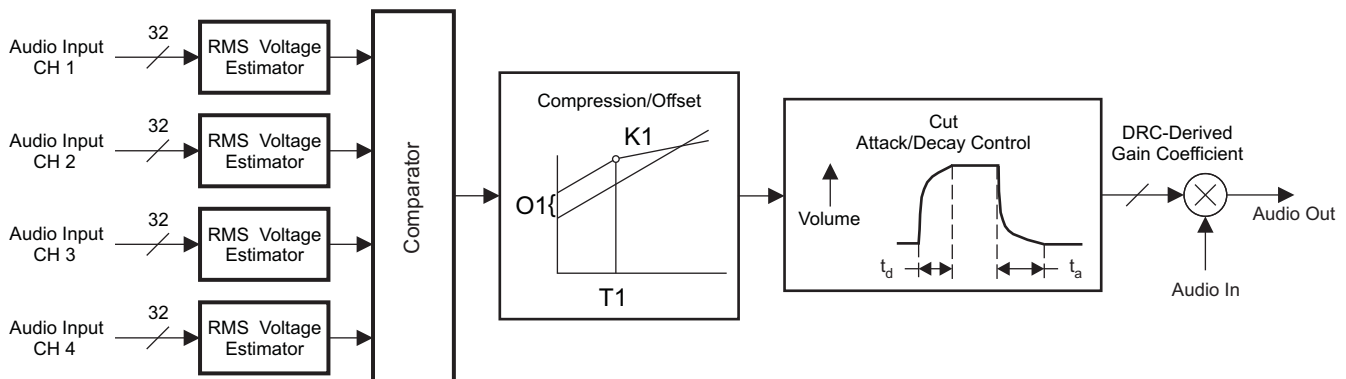 Audio Input
CH 1
32
RMS Voltage
Estimator
Audio Input
CH 2
32
RMS Voltage
Estimator
Audio Input
CH 3
32
RMS Voltage
Estimator
Audio Input
CH 4
32
RMS Voltage
Estimator
Comparator
Compression/Offset
K1
O1{
T1
Cut
Attack/Decay Control
Volume
td
ta
DRC-Derived
Gain Coefficient
Audio Out
Audio In